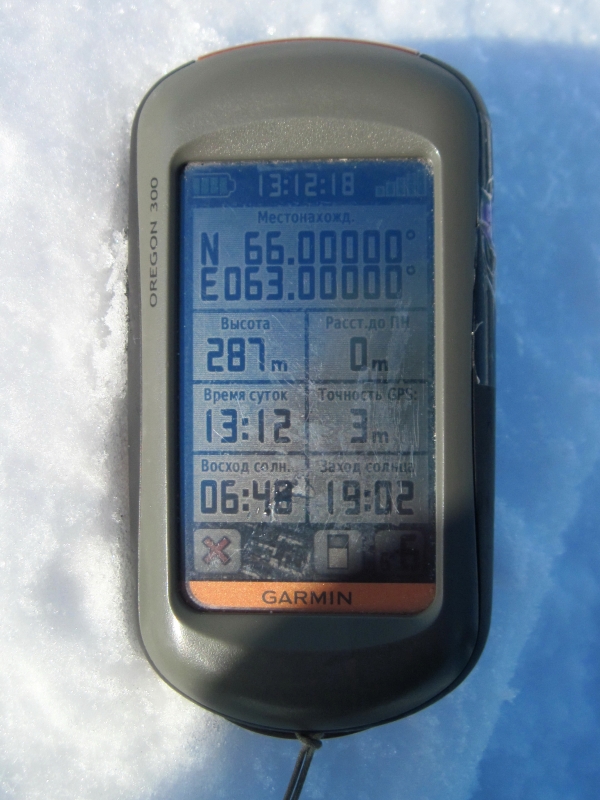 OREGON 300
13:12:18
Местонахожд.
N 66.00000°
E063.00000°
Высота Расст.до ПН
287m 0m
Время суток Точность GPS:
13:12 3m
Восход солн. Заход солнца
06:48 19:02
GARMIN